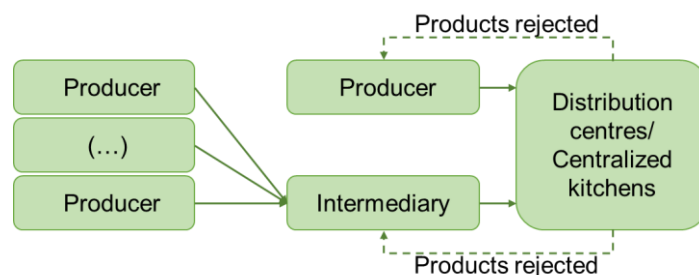 Products rejected
Producer
(...)
Producer
Producer
Intermediary
Distribution
centres/
Centralized
kitchens
Products rejected